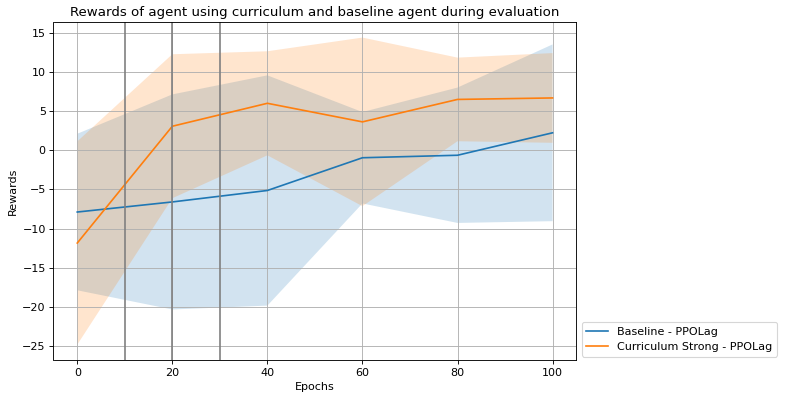 Rewards of agent using curriculum and baseline agent during evaluation
15
10
5
0
−5
−10
−15
−20
−25
Rewards
0 20 40 60 80 100
Epochs
Baseline - PPOLag
Curriculum Strong - PPOLag